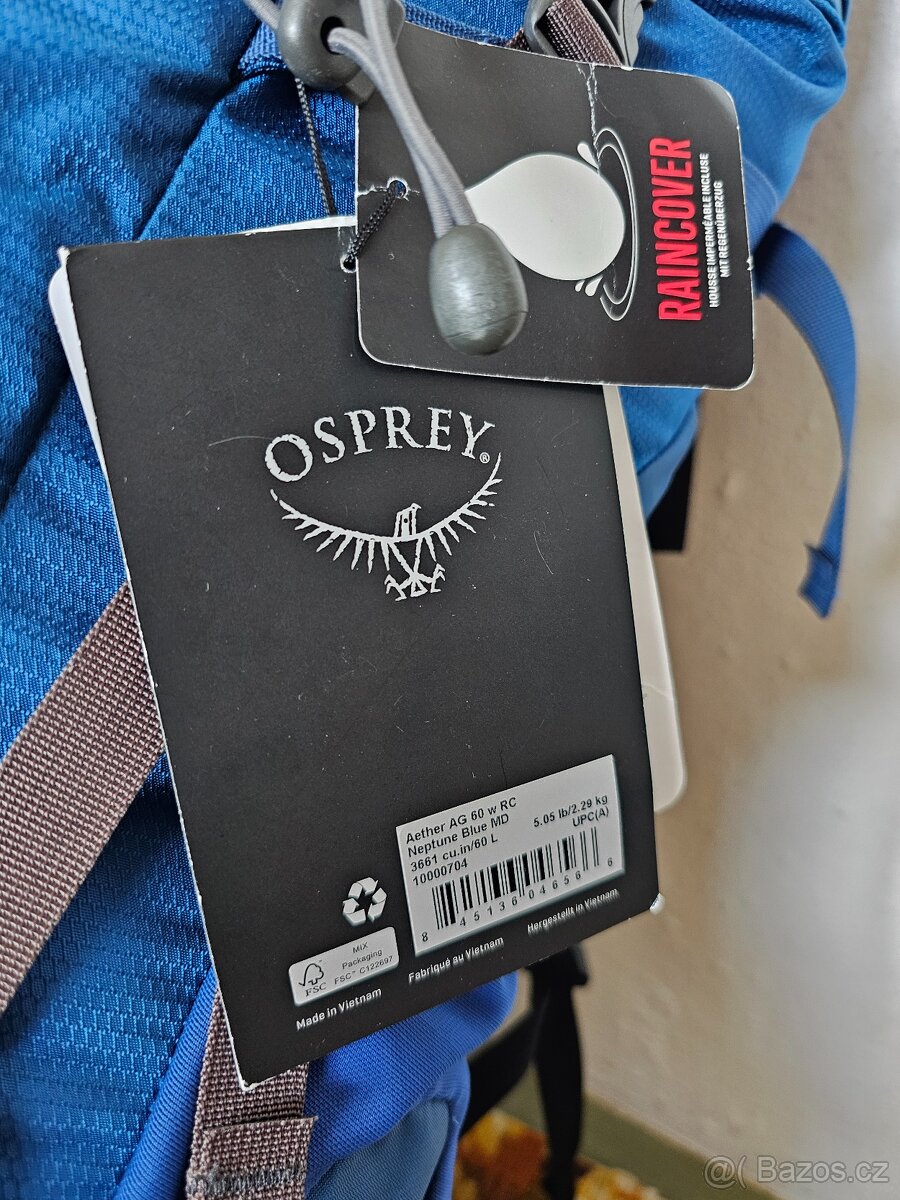 RAINCOVER
HOUSSE IMPERMÉABLE INCLUSE
MIT REGENÜBERZUG
OSPREY®
Aether AG 60 w RC
Neptune Blue MD 5.05 lb/2.29 kg
3661 cu.in/60 L UPC(A)
10000704
8 45136 04656 6
MIX
Packaging
FSC™ C122697
FSC
Made in Vietnam
Fabriqué au Vietnam
Hergestellt in Vietnam.
@( Bazos.cz